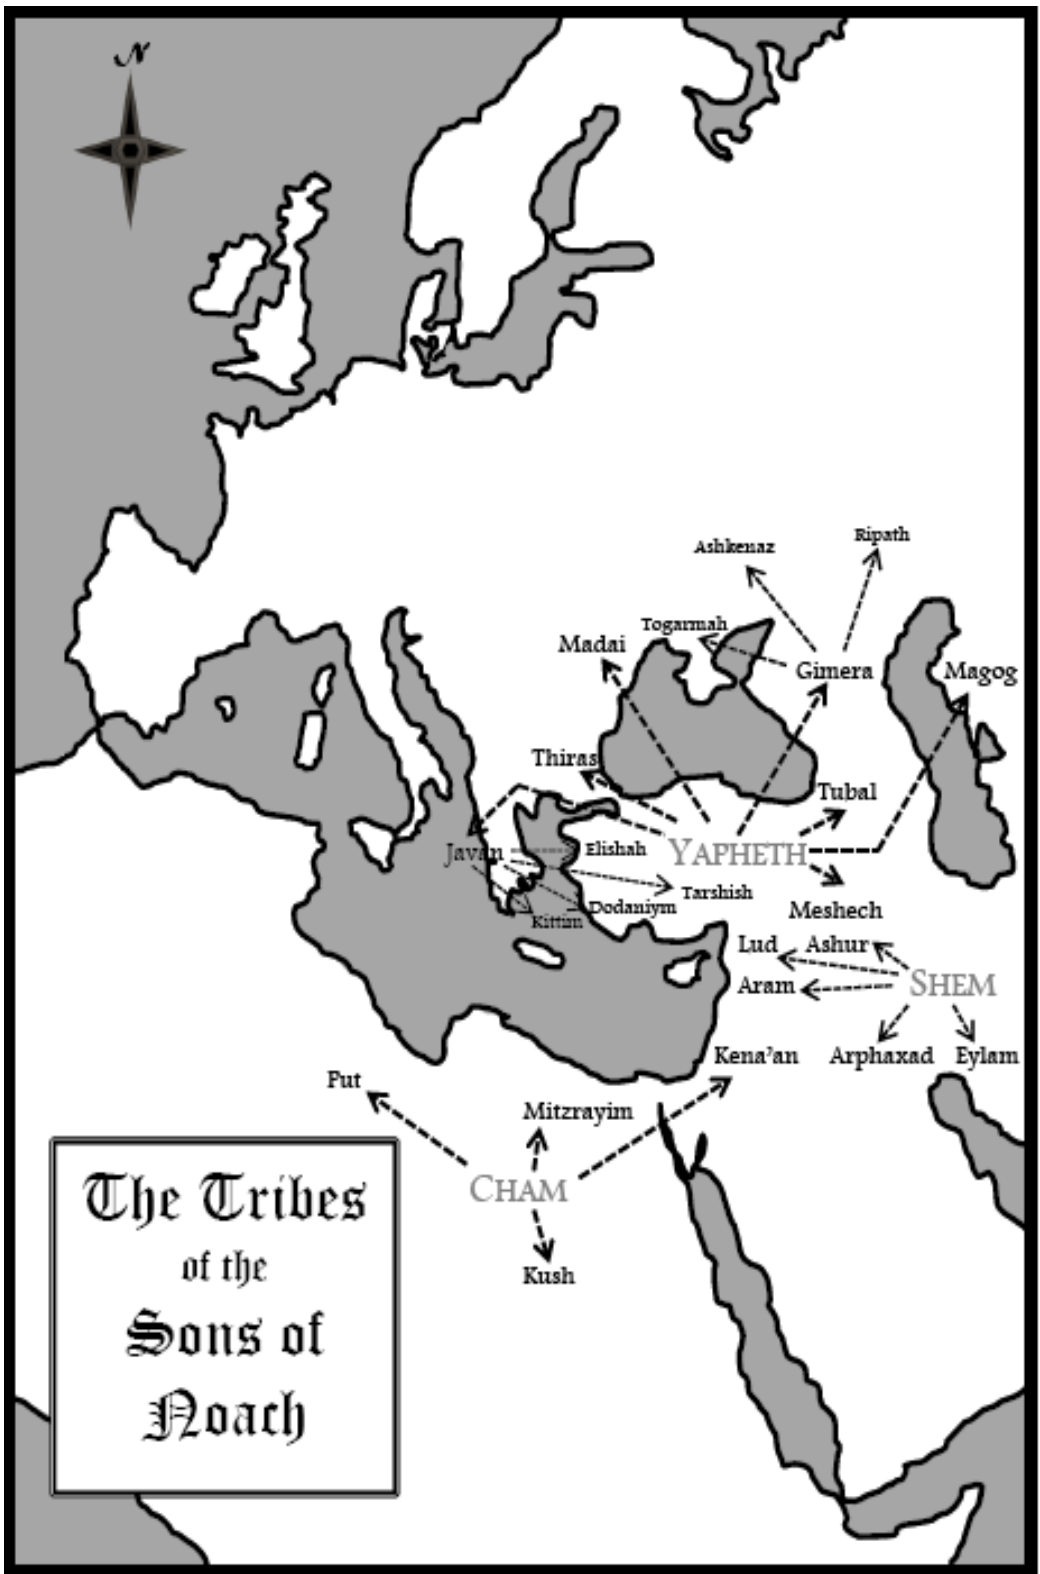 N
Ashkenaz
Ripath
Togarmah
Madai
Gimera
Magog
Thiras
Tubal
Javan
Elishah
YAPHETH
Tarshish
Dodaniym
Kittim
Meshech
Lud
Ashur
Aram
SHEM
Kena'an
Arphaxad
Eylam
Put
Mitzrayim
CHAM
Kush
The Tribes
of the
Sons of
Noach